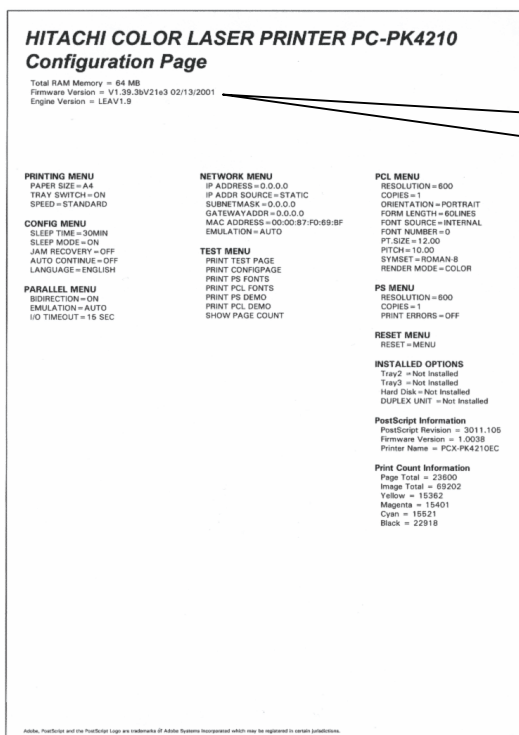 HITACHI COLOR LASER PRINTER PC-PK4210
Configuration Page
Total RAM Memory = 64 MB
Firmware Version = V1.39.3bV21e3 02/13/2001
Engine Version = LEAV1.9
PRINTING MENU
PAPER SIZE=A4
TRAY SWITCH=ON
SPEED=STANDARD
CONFIG MENU
SLEEP TIME=30MIN
SLEEP MODE=ON
JAM RECOVERY=OFF
AUTO CONTINUE=OFF
LANGUAGE=ENGLISH
PARALLEL MENU
BIDIRECTION=ON
EMULATION=AUTO
I/O TIMEOUT=15 SEC
NETWORK MENU
IP ADDRESS=0.0.0.0
IP ADDR SOURCE=STATIC
SUBNETMASK=0.0.0.0
GATEWAYADDR=0.0.0.0
MAC ADDRESS=00:00:87:F0:69:BF
EMULATION=AUTO
TEST MENU
PRINT TEST PAGE
PRINT CONFIGPAGE
PRINT PS FONTS
PRINT PCL FONTS
PRINT PS DEMO
PRINT PCL DEMO
SHOW PAGE COUNT
PCL MENU
RESOLUTION=600
COPIES=1
ORIENTATION=PORTRAIT
FORM LENGTH=60LINES
FONT SOURCE=INTERNAL
FONT NUMBER=0
PT.SIZE=12.00
PITCH=10.00
SYMSET=ROMAN-8
RENDER MODE=COLOR
PS MENU
RESOLUTION=600
COPIES=1
PRINT ERRORS=OFF
RESET MENU
RESET=MENU
INSTALLED OPTIONS
Tray2 =Not Installed
Tray3 =Not Installed
Hard Disk=Not Installed
DUPLEX UNIT =Not Installed
PostScript Information
PostScript Revision = 3011.105
Firmware Version = 1.0038
Printer Name = PCX-PK4210EC
Print Count Information
Page Total = 23600
Image Total = 69202
Yellow = 15362
Magenta = 15401
Cyan = 15521
Black = 22918
Adobe, PostScript and the PostScript Logo are trademarks of Adobe Systems Incorporated which may be registered in certain jurisdictions.